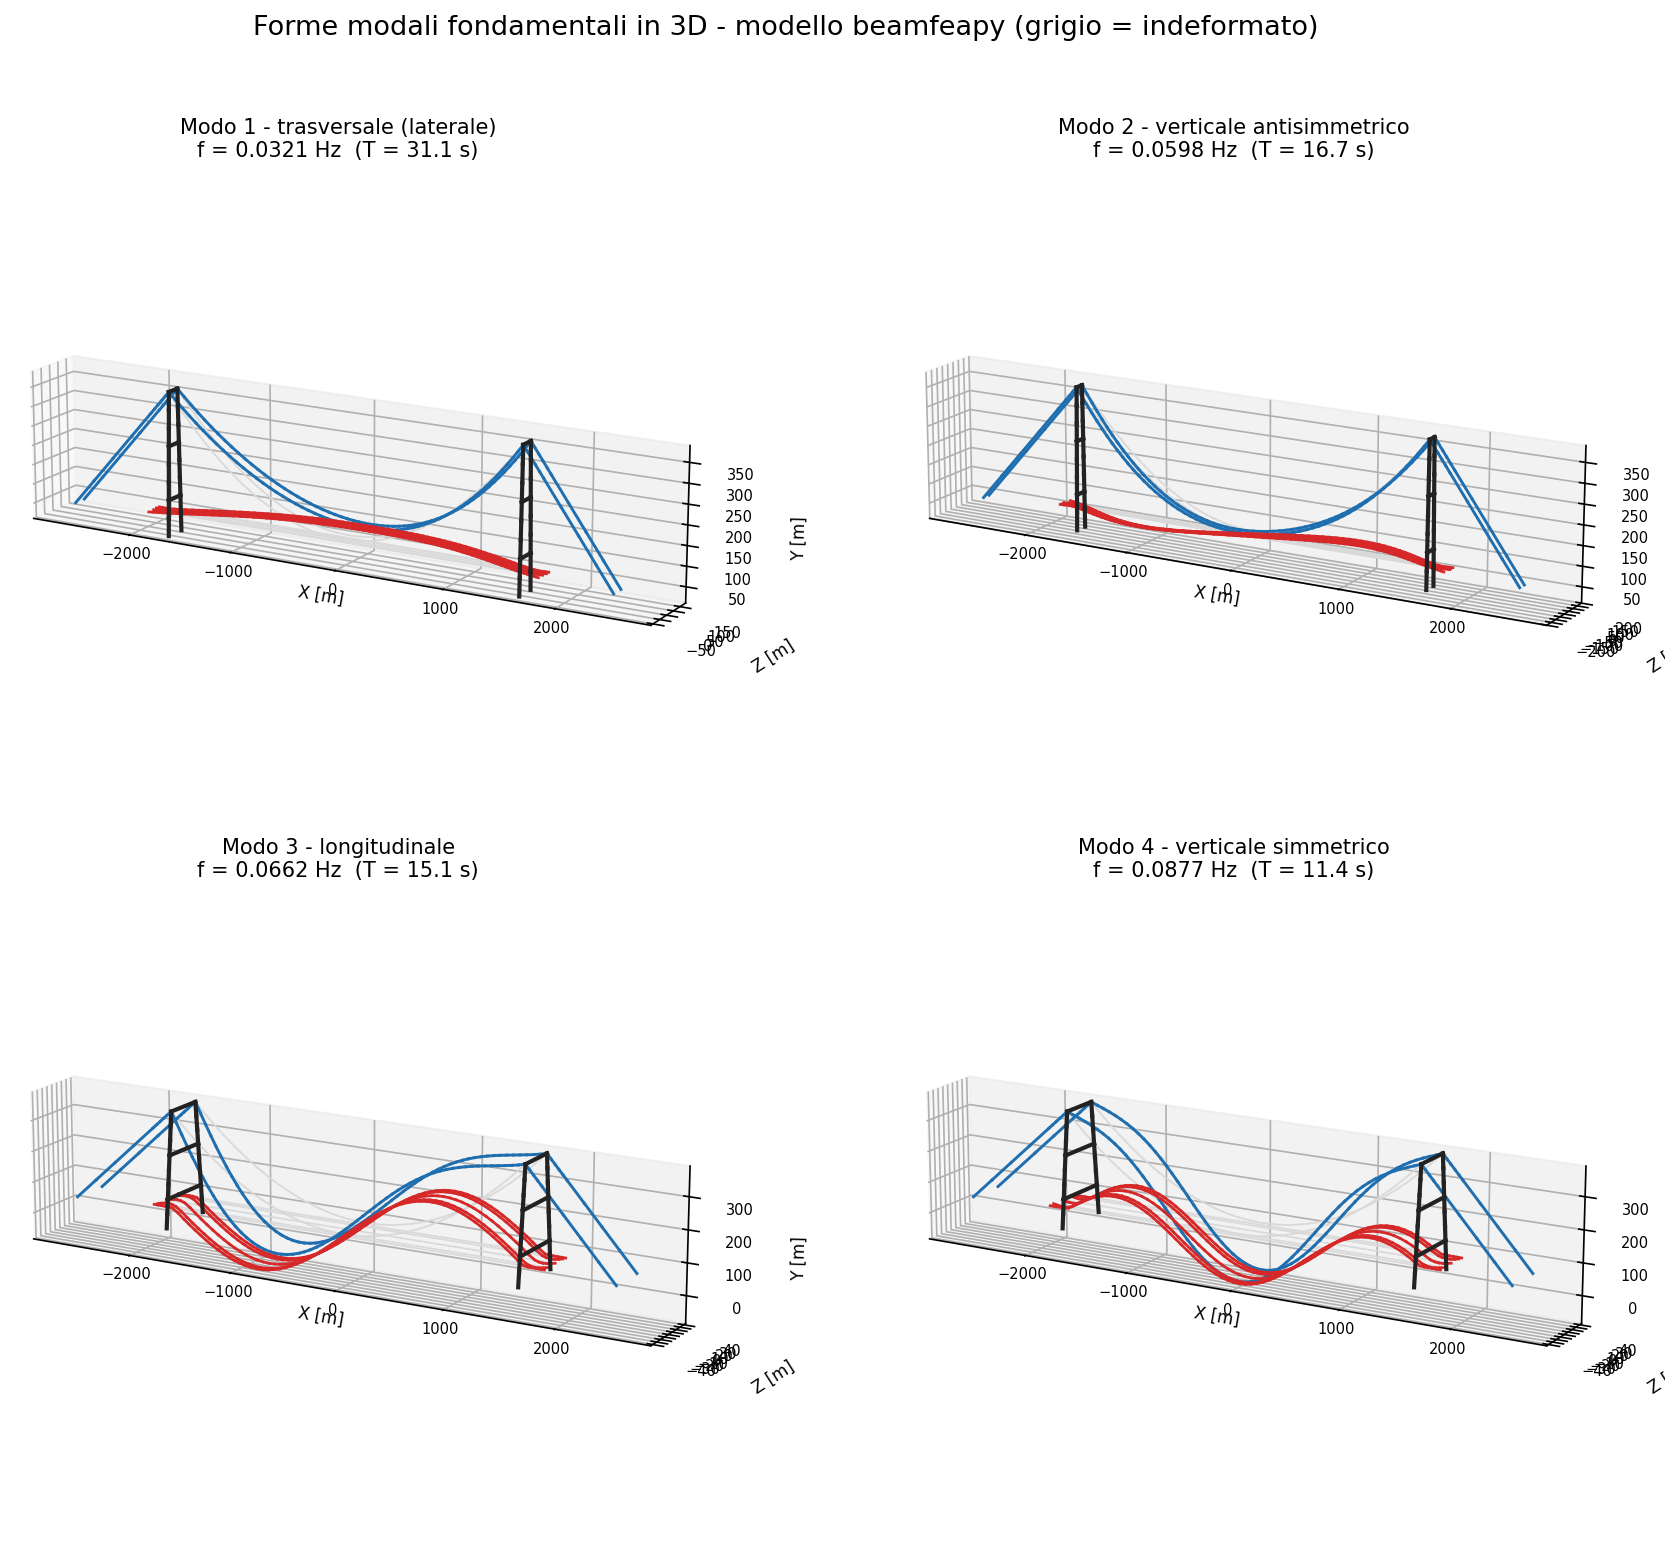 Forme modali fondamentali in 3D - modello beamfeapy (grigio = indeformato)
Modo 1 - trasversale (laterale)
f = 0.0321 Hz (T = 31.1 s)
350
300
250
200
150
100
50
Y [m]
−2000
−1000
0
1000
2000
X [m]
150
−50
Z [m]
Modo 2 - verticale antisimmetrico
f = 0.0598 Hz (T = 16.7 s)
350
300
250
200
150
100
50
−2000
−1000
0
1000
2000
X [m]
200
−200
Modo 3 - longitudinale
f = 0.0662 Hz (T = 15.1 s)
300
200
100
0
Y [m]
−2000
−1000
0
1000
2000
X [m]
Z [m]
Modo 4 - verticale simmetrico
f = 0.0877 Hz (T = 11.4 s)
300
200
100
0
−2000
−1000
0
1000
2000
X [m]